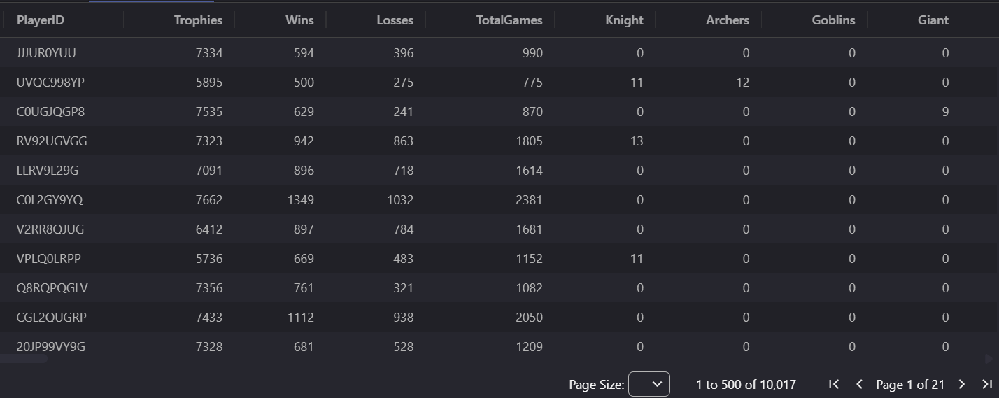 PlayerID Trophies Wins Losses TotalGames Knight Archers Goblins Giant
JJJUR0YUU 7334 594 396 990 0 0 0 0
UVQC998YP 5895 500 275 775 11 12 0 0
C0UGJQGP8 7535 629 241 870 0 0 0 9
RV92UGVGG 7323 942 863 1805 13 0 0 0
LLRV9L29G 7091 896 718 1614 0 0 0 0
C0L2GY9YQ 7662 1349 1032 2381 0 0 0 0
V2RR8QJUG 6412 897 784 1681 0 0 0 0
VPLQ0LRPP 5736 669 483 1152 11 0 0 0
Q8RQPQGLV 7356 761 321 1082 0 0 0 0
CGL2QUGRP 7433 1112 938 2050 0 0 0 0
20JP99VY9G 7328 681 528 1209 0 0 0 0
Page Size: 1 to 500 of 10,017 Page 1 of 21